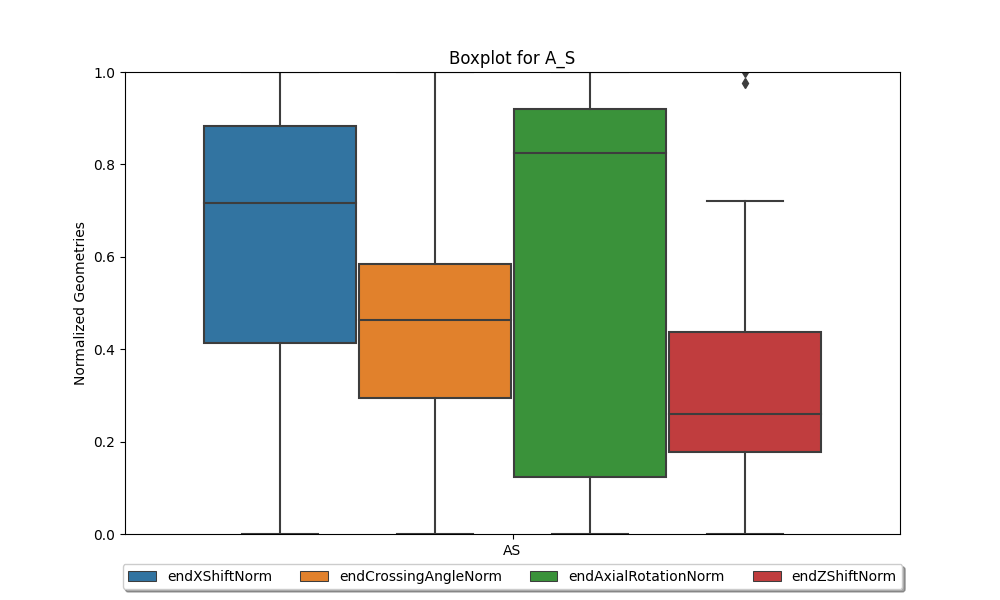 Boxplot for A_S
1.0
0.8
0.6
0.4
0.2
0.0
Normalized Geometries
AS
endXShiftNorm endCrossingAngleNorm endAxialRotationNorm endZShiftNorm